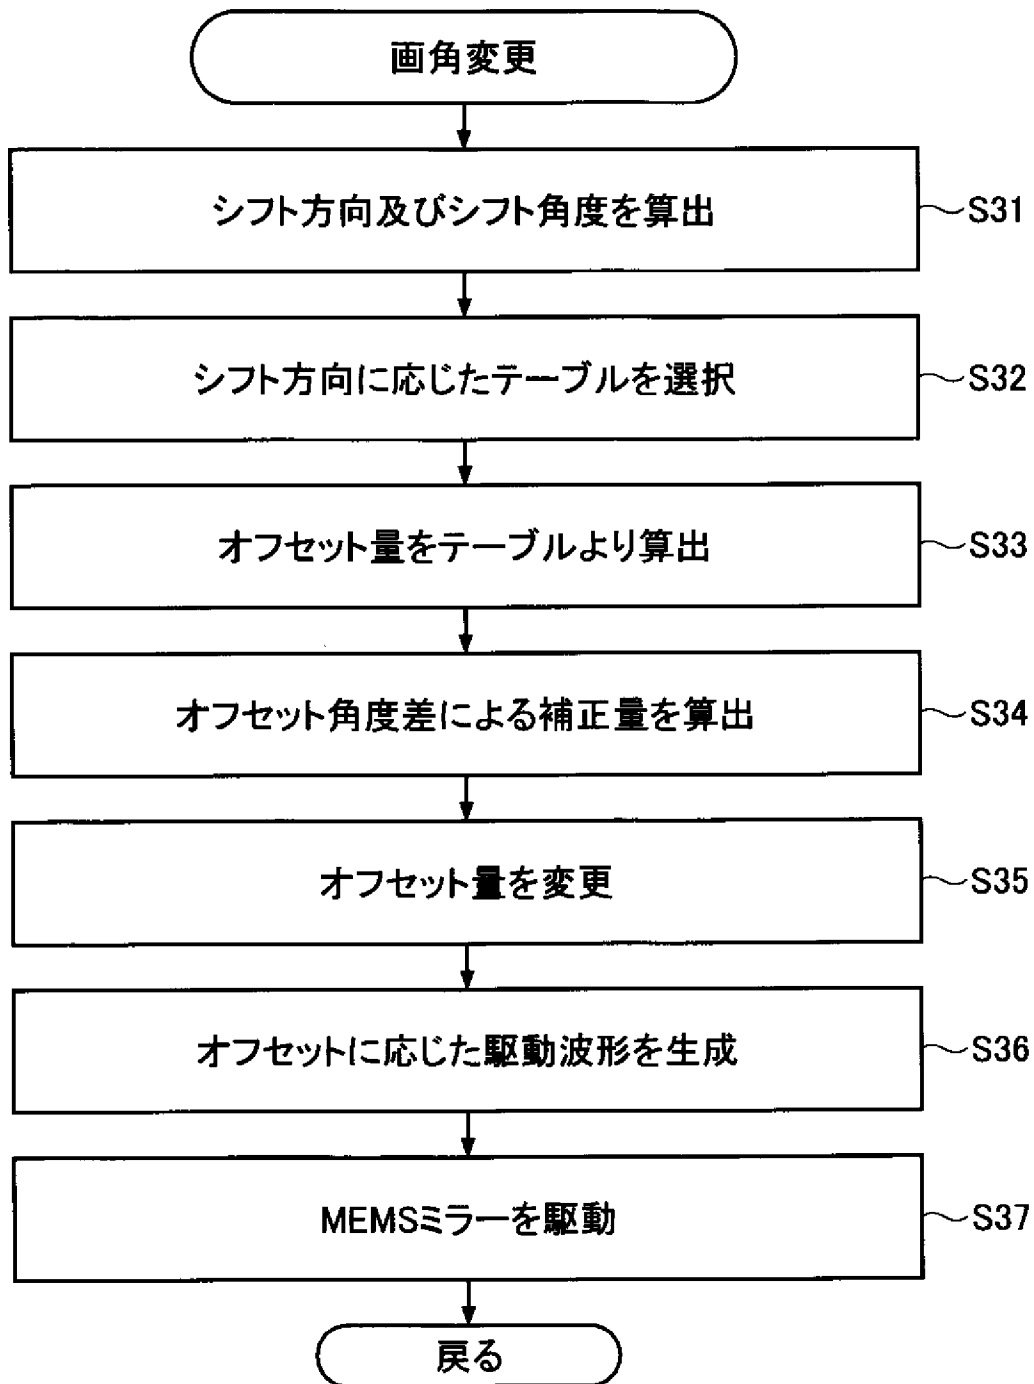 画角変更
シフト方向及びシフト角度を算出
S31
シフト方向に応じたテーブルを選択
S32
オフセット量をテーブルより算出
S33
オフセット角度差による補正量を算出
S34
オフセット量を変更
S35
オフセットに応じた駆動波形を生成
S36
MEMSミラーを駆動
S37
戻る